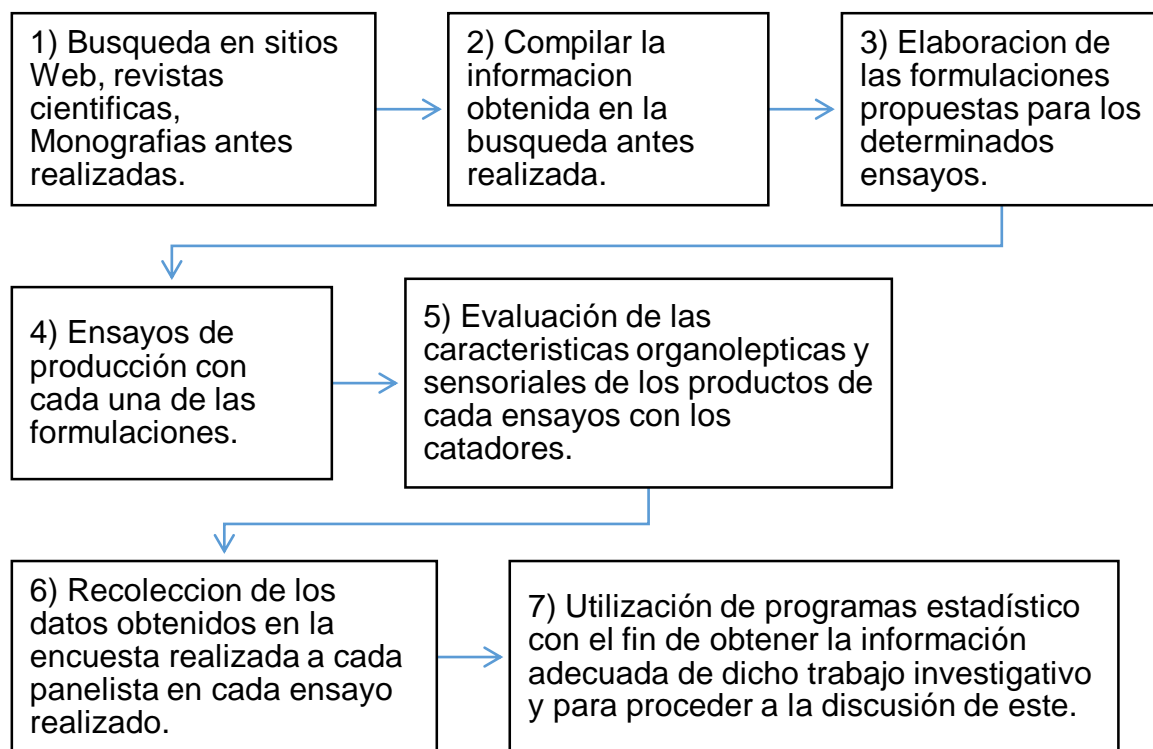 1) Busqueda en sitios
Web, revistas
cientificas,
Monografias antes
realizadas.
2) Compilar la
informacion
obtenida en la
busqueda antes
realizada.
3) Elaboracion de
las formulaciones
propuestas para los
determinados
ensayos.
4) Ensayos de
producción con
cada una de las
formulaciones.
5) Evaluación de las
caracteristicas organolepticas y
sensoriales de los productos de
cada ensayos con los
catadores.
6) Recoleccion de los
datos obtenidos en la
encuesta realizada a cada
panelista en cada ensayo
realizado.
7) Utilización de programas estadístico
con el fin de obtener la información
adecuada de dicho trabajo investigativo
y para proceder a la discusión de este.